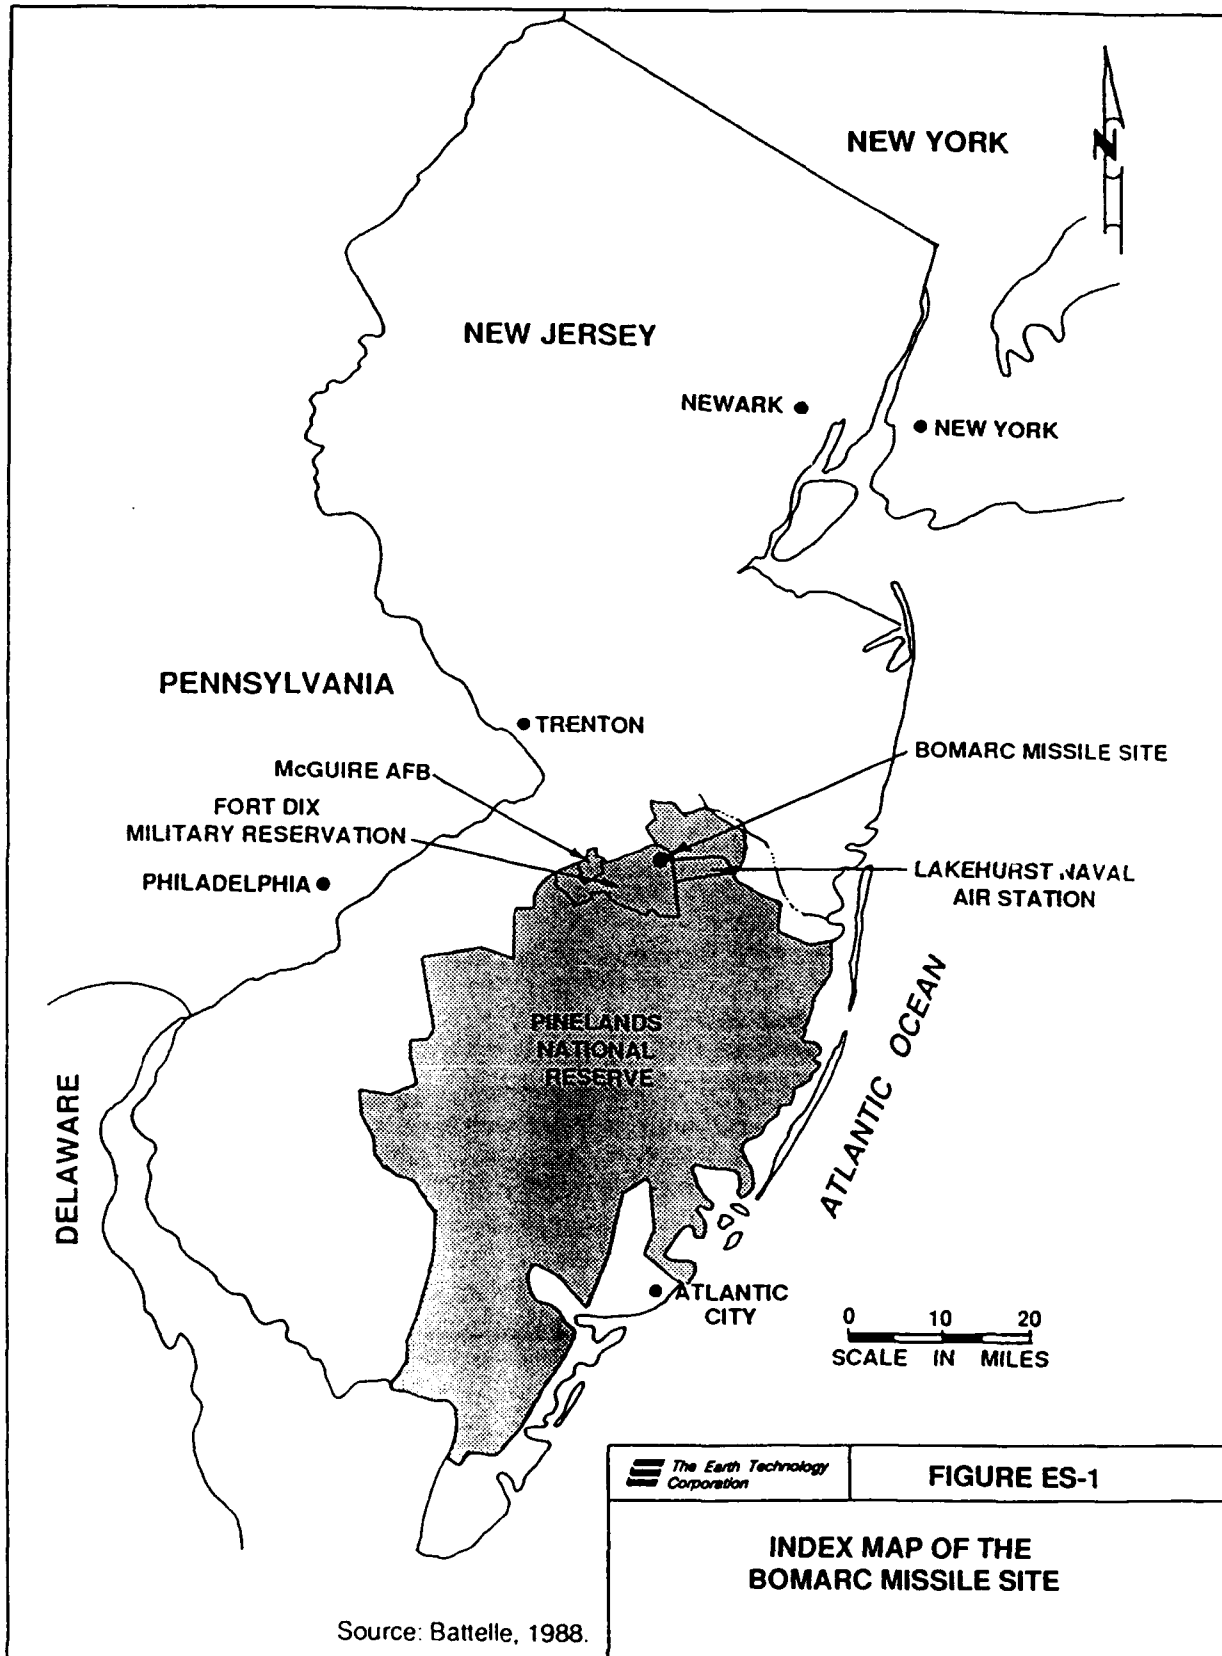 NEW YORK
N
NEW JERSEY
NEWARK
NEW YORK
PENNSYLVANIA
TRENTON
BOMARC MISSILE SITE
McGUIRE AFB
FORT DIX
MILITARY RESERVATION
PHILADELPHIA
LAKEHURST NAVAL
AIR STATION
PINELANDS
NATIONAL
RESERVE
ATLANTIC OCEAN
DELAWARE
ATLANTIC
CITY
0 10 20
SCALE IN MILES
The Earth Technology
Corporation
FIGURE ES-1
INDEX MAP OF THE
BOMARC MISSILE SITE
Source: Battelle, 1988.